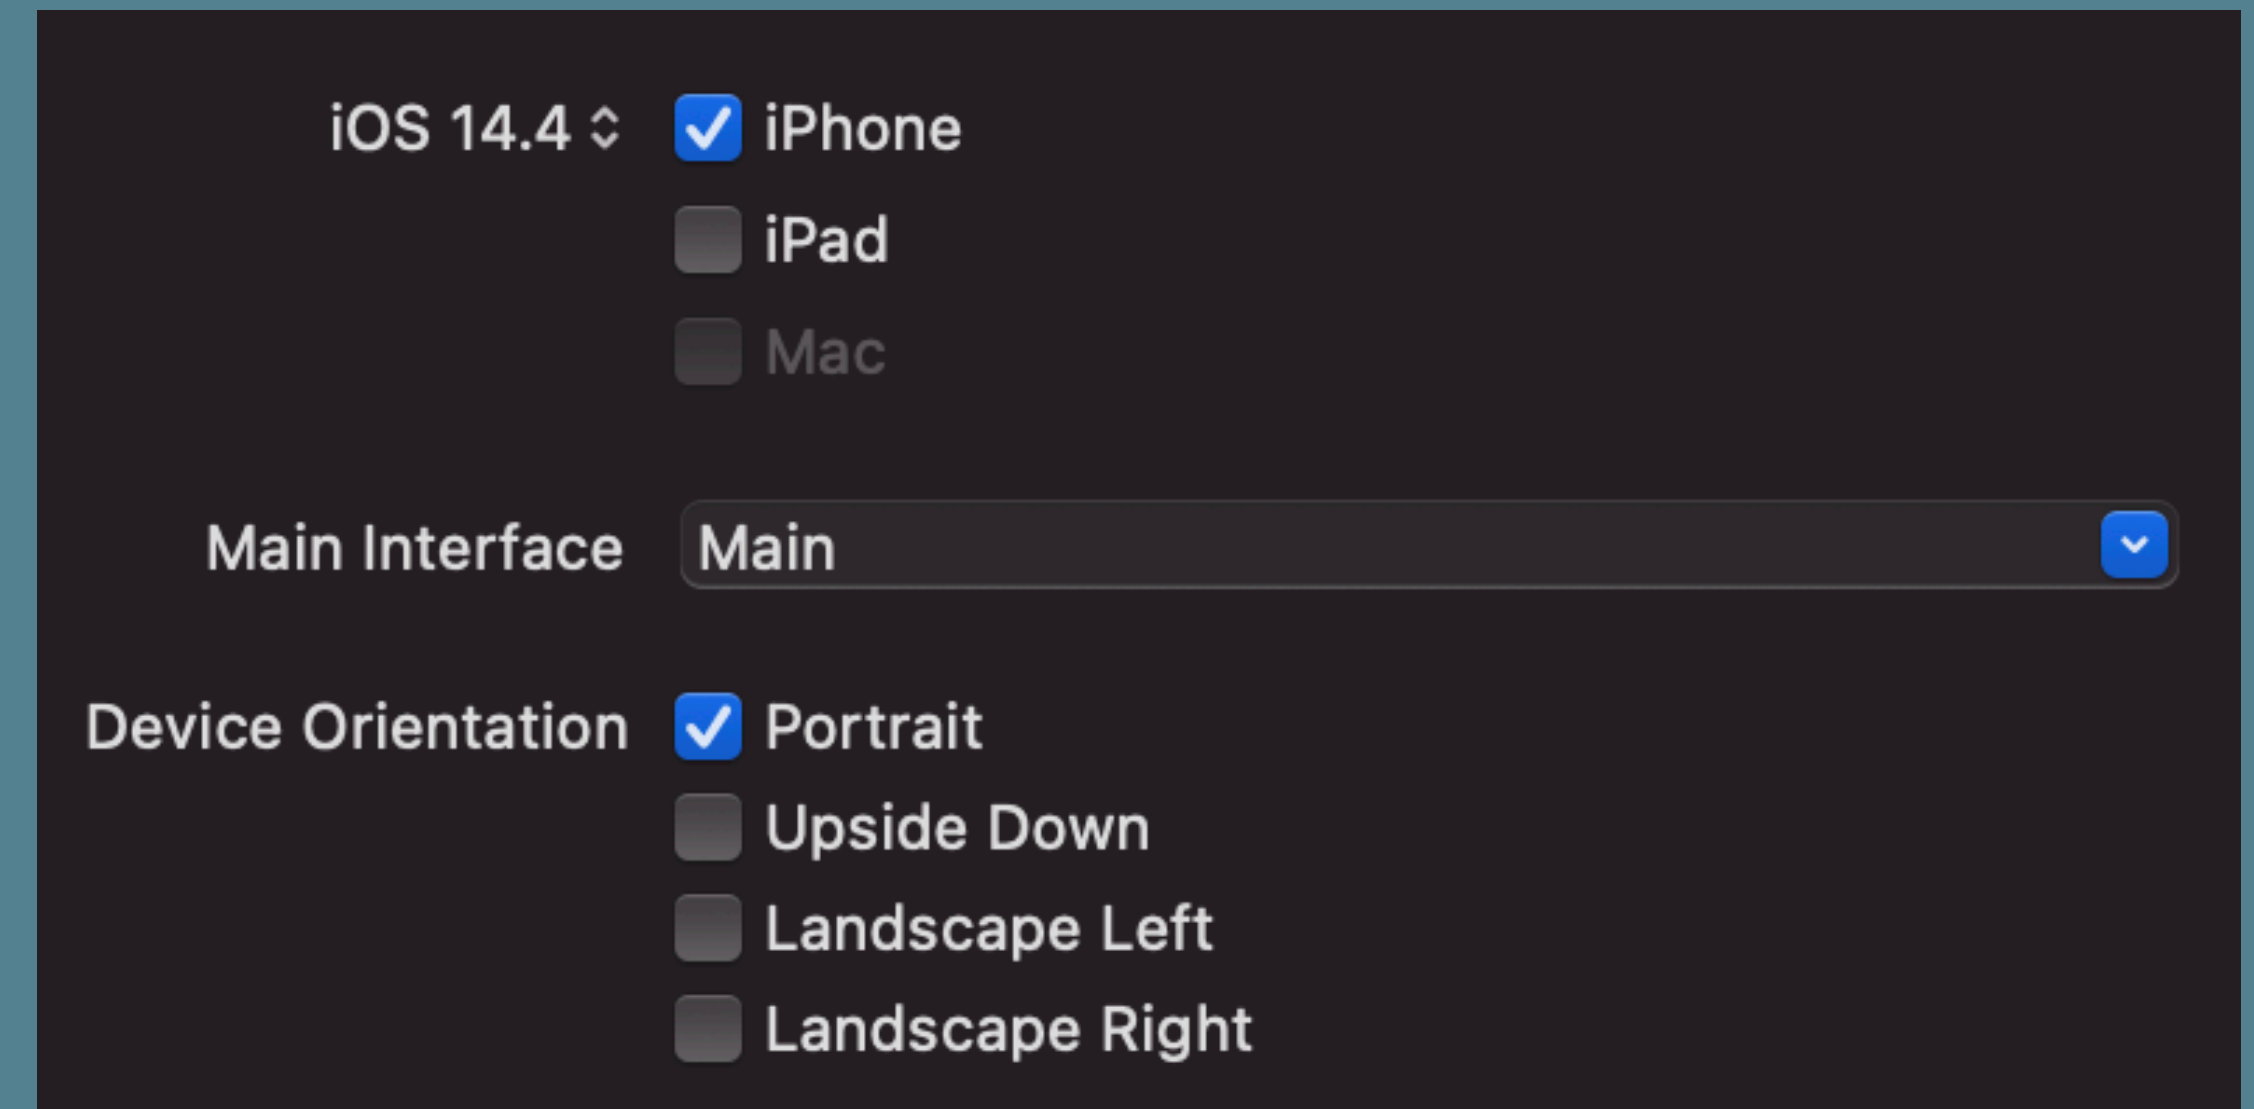 iOS 14.4 iPhone
iPad
Mac
Main Interface Main
Device Orientation Portrait
Upside Down
Landscape Left
Landscape Right